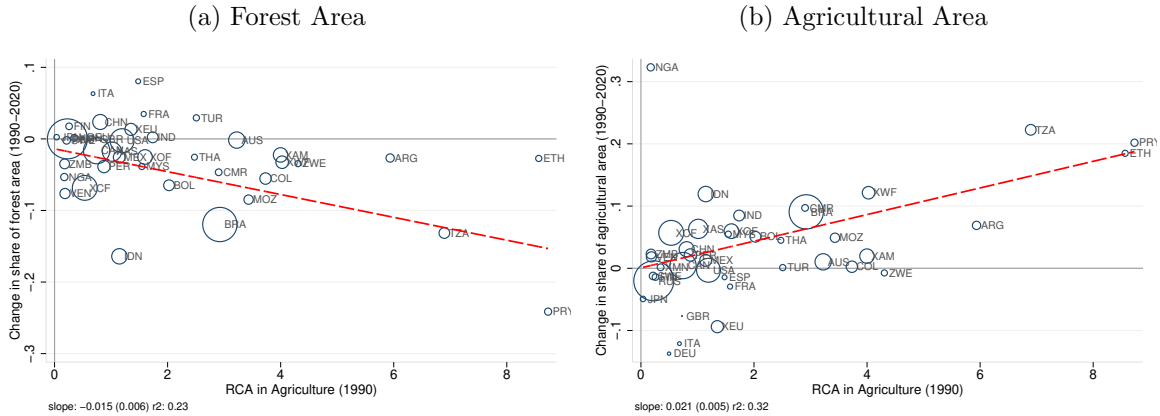 (a) Forest Area
(b) Agricultural Area
Change in share of forest area (1990−2020)
.1
0
−.1
−.2
−.3
ESP
ITA
FRA
CHN
FIN
XEU
TUR
IND
USA
AUS
XAM
ZWE
ARG
ETH
THA
XOF
MEX
MYS
PER
ZMB
NGA
VEN
XCF
BOL
CMR
COL
MOZ
BRA
TZA
IDN
PRY
0
2
4
6
8
RCA in Agriculture (1990)
slope: −0.015 (0.006) r2: 0.23
Change in share of agricultural area (1990−2020)
.3
.2
.1
0
−.1
NGA
TZA
PRY
ETH
IDN
XWF
CMR
BRA
IND
ARG
XOF
XAS
XCF
MYS
BOL
THA
MOZ
CHN
ZMB
MEX
XAM
AUS
COL
ZWE
TUR
USA
ESP
FRA
RUS
JPN
GBR
XEU
ITA
DEU
0
2
4
6
8
RCA in Agriculture (1990)
slope: 0.021 (0.005) r2: 0.32